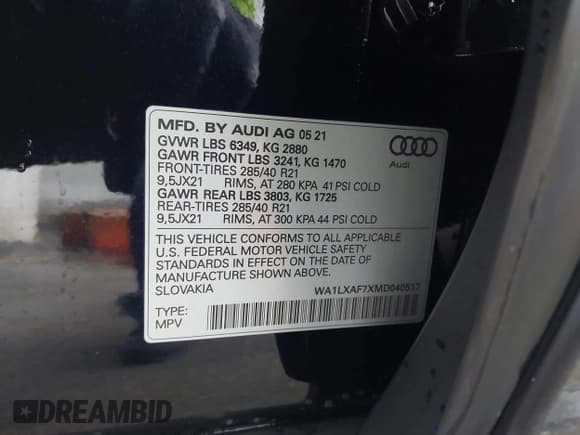 MFD. BY AUDI AG 05 21
GVWR LBS 6349, KG 2880
GAWR FRONT LBS 3241, KG 1470
FRONT-TIRES 285/40 R21
9,5JX21 RIMS, AT 280 KPA 41 PSI COLD
GAWR REAR LBS 3803, KG 1725
REAR-TIRES 285/40 R21
9,5JX21 RIMS, AT 300 KPA 44 PSI COLD
Audi
THIS VEHICLE CONFORMS TO ALL APPLICABLE
U.S. FEDERAL MOTOR VEHICLE SAFETY
STANDARDS IN EFFECT ON THE DATE OF
MANUFACTURE SHOWN ABOVE.
SLOVAKIA
WA1LXAF7XMD040517
TYPE:
MPV
DREAMBID